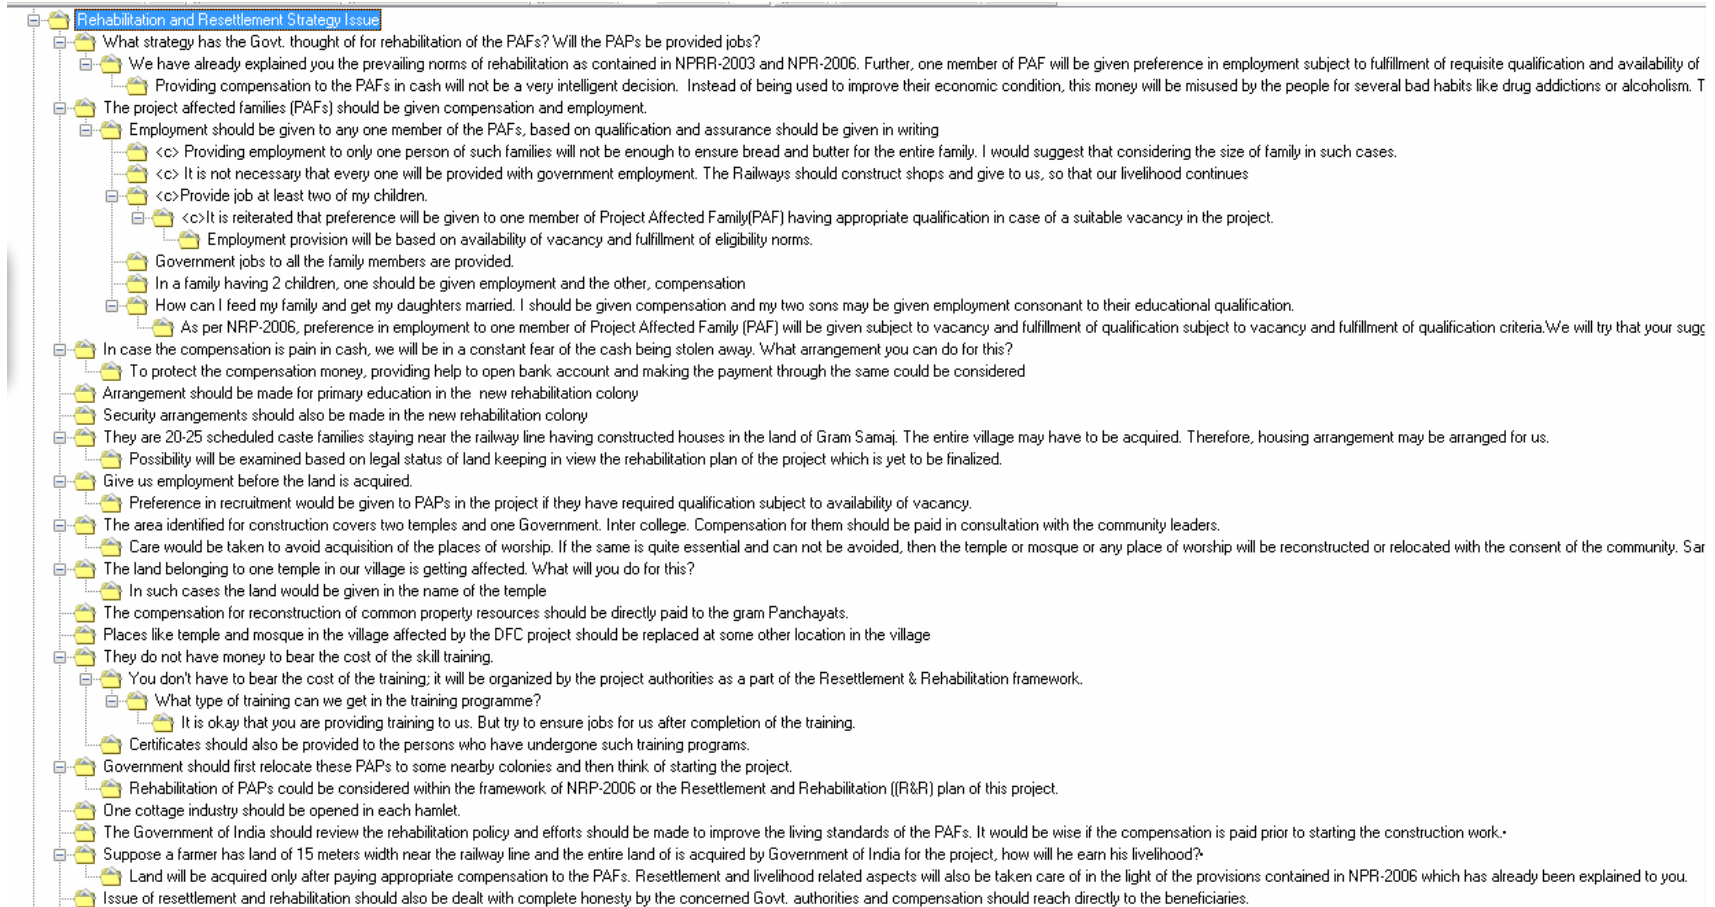 Rehabilitation and Resettlement Strategy Issue
What strategy has the Govt. thought of for rehabilitation of the PAFs? Will the PAPs be provided jobs?
We have already explained you the prevailing norms of rehabilitation as contained in NPRR-2003 and NPR-2006. Further, one member of PAF will be given preference in employment subject to fulfillment of requisite qualification and availability of
Providing compensation to the PAFs in cash will not be a very intelligent decision. Instead of being used to improve their economic condition, this money will be misused by the people for several bad habits like drug addictions or alcoholism. T
The project affected families (PAFs) should be given compensation and employment.
Employment should be given to any one member of the PAFs, based on qualification and assurance should be given in writing
<c> Providing employment to only one person of such families will not be enough to ensure bread and butter for the entire family. I would suggest that considering the size of family in such cases.
<c> It is not necessary that every one will be provided with government employment. The Railways should construct shops and give to us, so that our livelihood continues
<c>Provide job at least two of my children.
<c>It is reiterated that preference will be given to one member of Project Affected Family(PAF) having appropriate qualification in case of a suitable vacancy in the project.
Employment provision will be based on availability of vacancy and fulfillment of eligibility norms.
Government jobs to all the family members are provided.
In a family having 2 children, one should be given employment and the other, compensation
How can I feed my family and get my daughters married. I should be given compensation and my two sons may be given employment consonant to their educational qualification.
As per NRP-2006, preference in employment to one member of Project Affected Family (PAF) will be given subject to vacancy and fulfillment of qualification subject to vacancy and fulfillment of qualification criteria.We will try that your sugg
In case the compensation is pain in cash, we will be in a constant fear of the cash being stolen away. What arrangement you can do for this?
To protect the compensation money, providing help to open bank account and making the payment through the same could be considered
Arrangement should be made for primary education in the new rehabilitation colony
Security arrangements should also be made in the new rehabilitation colony
They are 20-25 scheduled caste families staying near the railway line having constructed houses in the land of Gram Samaj. The entire village may have to be acquired. Therefore, housing arrangement may be arranged for us.
Possibility will be examined based on legal status of land keeping in view the rehabilitation plan of the project which is yet to be finalized.
Give us employment before the land is acquired.
Preference in recruitment would be given to PAPs in the project if they have required qualification subject to availability of vacancy.
The area identified for construction covers two temples and one Government. Inter college. Compensation for them should be paid in consultation with the community leaders.
Care would be taken to avoid acquisition of the places of worship. If the same is quite essential and can not be avoided, then the temple or mosque or any place of worship will be reconstructed or relocated with the consent of the community. Sar
The land belonging to one temple in our village is getting affected. What will you do for this?
In such cases the land would be given in the name of the temple
The compensation for reconstruction of common property resources should be directly paid to the gram Panchayats.
Places like temple and mosque in the village affected by the DFC project should be replaced at some other location in the village
They do not have money to bear the cost of the skill training.
You don't have to bear the cost of the training; it will be organized by the project authorities as a part of the Resettlement & Rehabilitation framework.
What type of training can we get in the training programme?
It is okay that you are providing training to us. But try to ensure jobs for us after completion of the training.
Certificates should also be provided to the persons who have undergone such training programs.
Government should first relocate these PAPs to some nearby colonies and then think of starting the project.
Rehabilitation of PAPs could be considered within the framework of NRP-2006 or the Resettlement and Rehabilitation ((R&R) plan of this project.
One cottage industry should be opened in each hamlet.
The Government of India should review the rehabilitation policy and efforts should be made to improve the living standards of the PAFs. It would be wise if the compensation is paid prior to starting the construction work.•
Suppose a farmer has land of 15 meters width near the railway line and the entire land of is acquired by Government of India for the project, how will he earn his livelihood?•
Land will be acquired only after paying appropriate compensation to the PAFs. Resettlement and livelihood related aspects will also be taken care of in the light of the provisions contained in NPR-2006 which has already been explained to you.
Issue of resettlement and rehabilitation should also be dealt with complete honesty by the concerned Govt. authorities and compensation should reach directly to the beneficiaries.